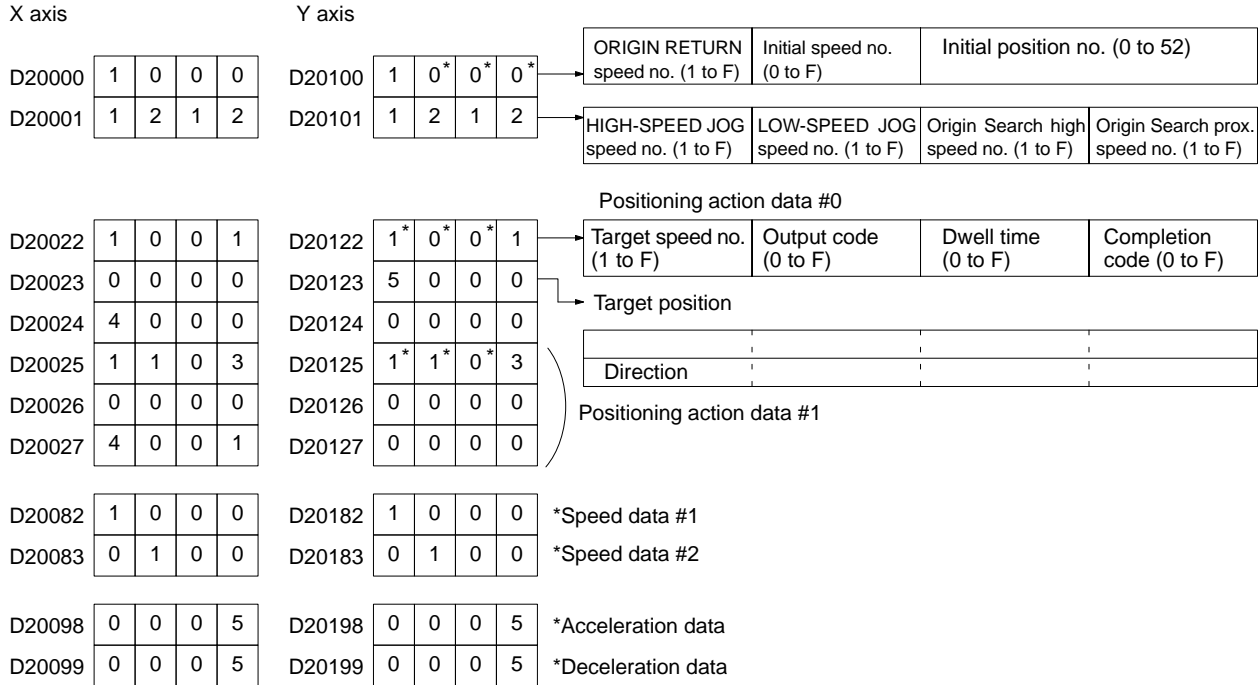 X axis Y axis
ORIGIN RETURN speed no. (1 to F) Initial speed no. (0 to F) Initial position no. (0 to 52)
D20000 1 0 0 0 D20100 1 0* 0* 0*
D20001 1 2 1 2 D20101 1 2 1 2
HIGH-SPEED JOG speed no. (1 to F) LOW-SPEED JOG speed no. (1 to F) Origin Search high speed no. (1 to F) Origin Search prox. speed no. (1 to F)
Positioning action data #0
D20022 1 0 0 1 D20122 1* 0* 0* 1 Target speed no. (1 to F) Output code (0 to F) Dwell time (0 to F) Completion code (0 to F)
D20023 0 0 0 0 D20123 5 0 0 0 Target position
D20024 4 0 0 0 D20124 0 0 0 0
D20025 1 1 0 3 D20125 1* 1* 0* 3 Direction
D20026 0 0 0 0 D20126 0 0 0 0 Positioning action data #1
D20027 4 0 0 1 D20127 0 0 0 0
D20082 1 0 0 0 D20182 1 0 0 0 *Speed data #1
D20083 0 1 0 0 D20183 0 1 0 0 *Speed data #2
D20098 0 0 0 5 D20198 0 0 0 5 *Acceleration data
D20099 0 0 0 5 D20199 0 0 0 5 *Deceleration data